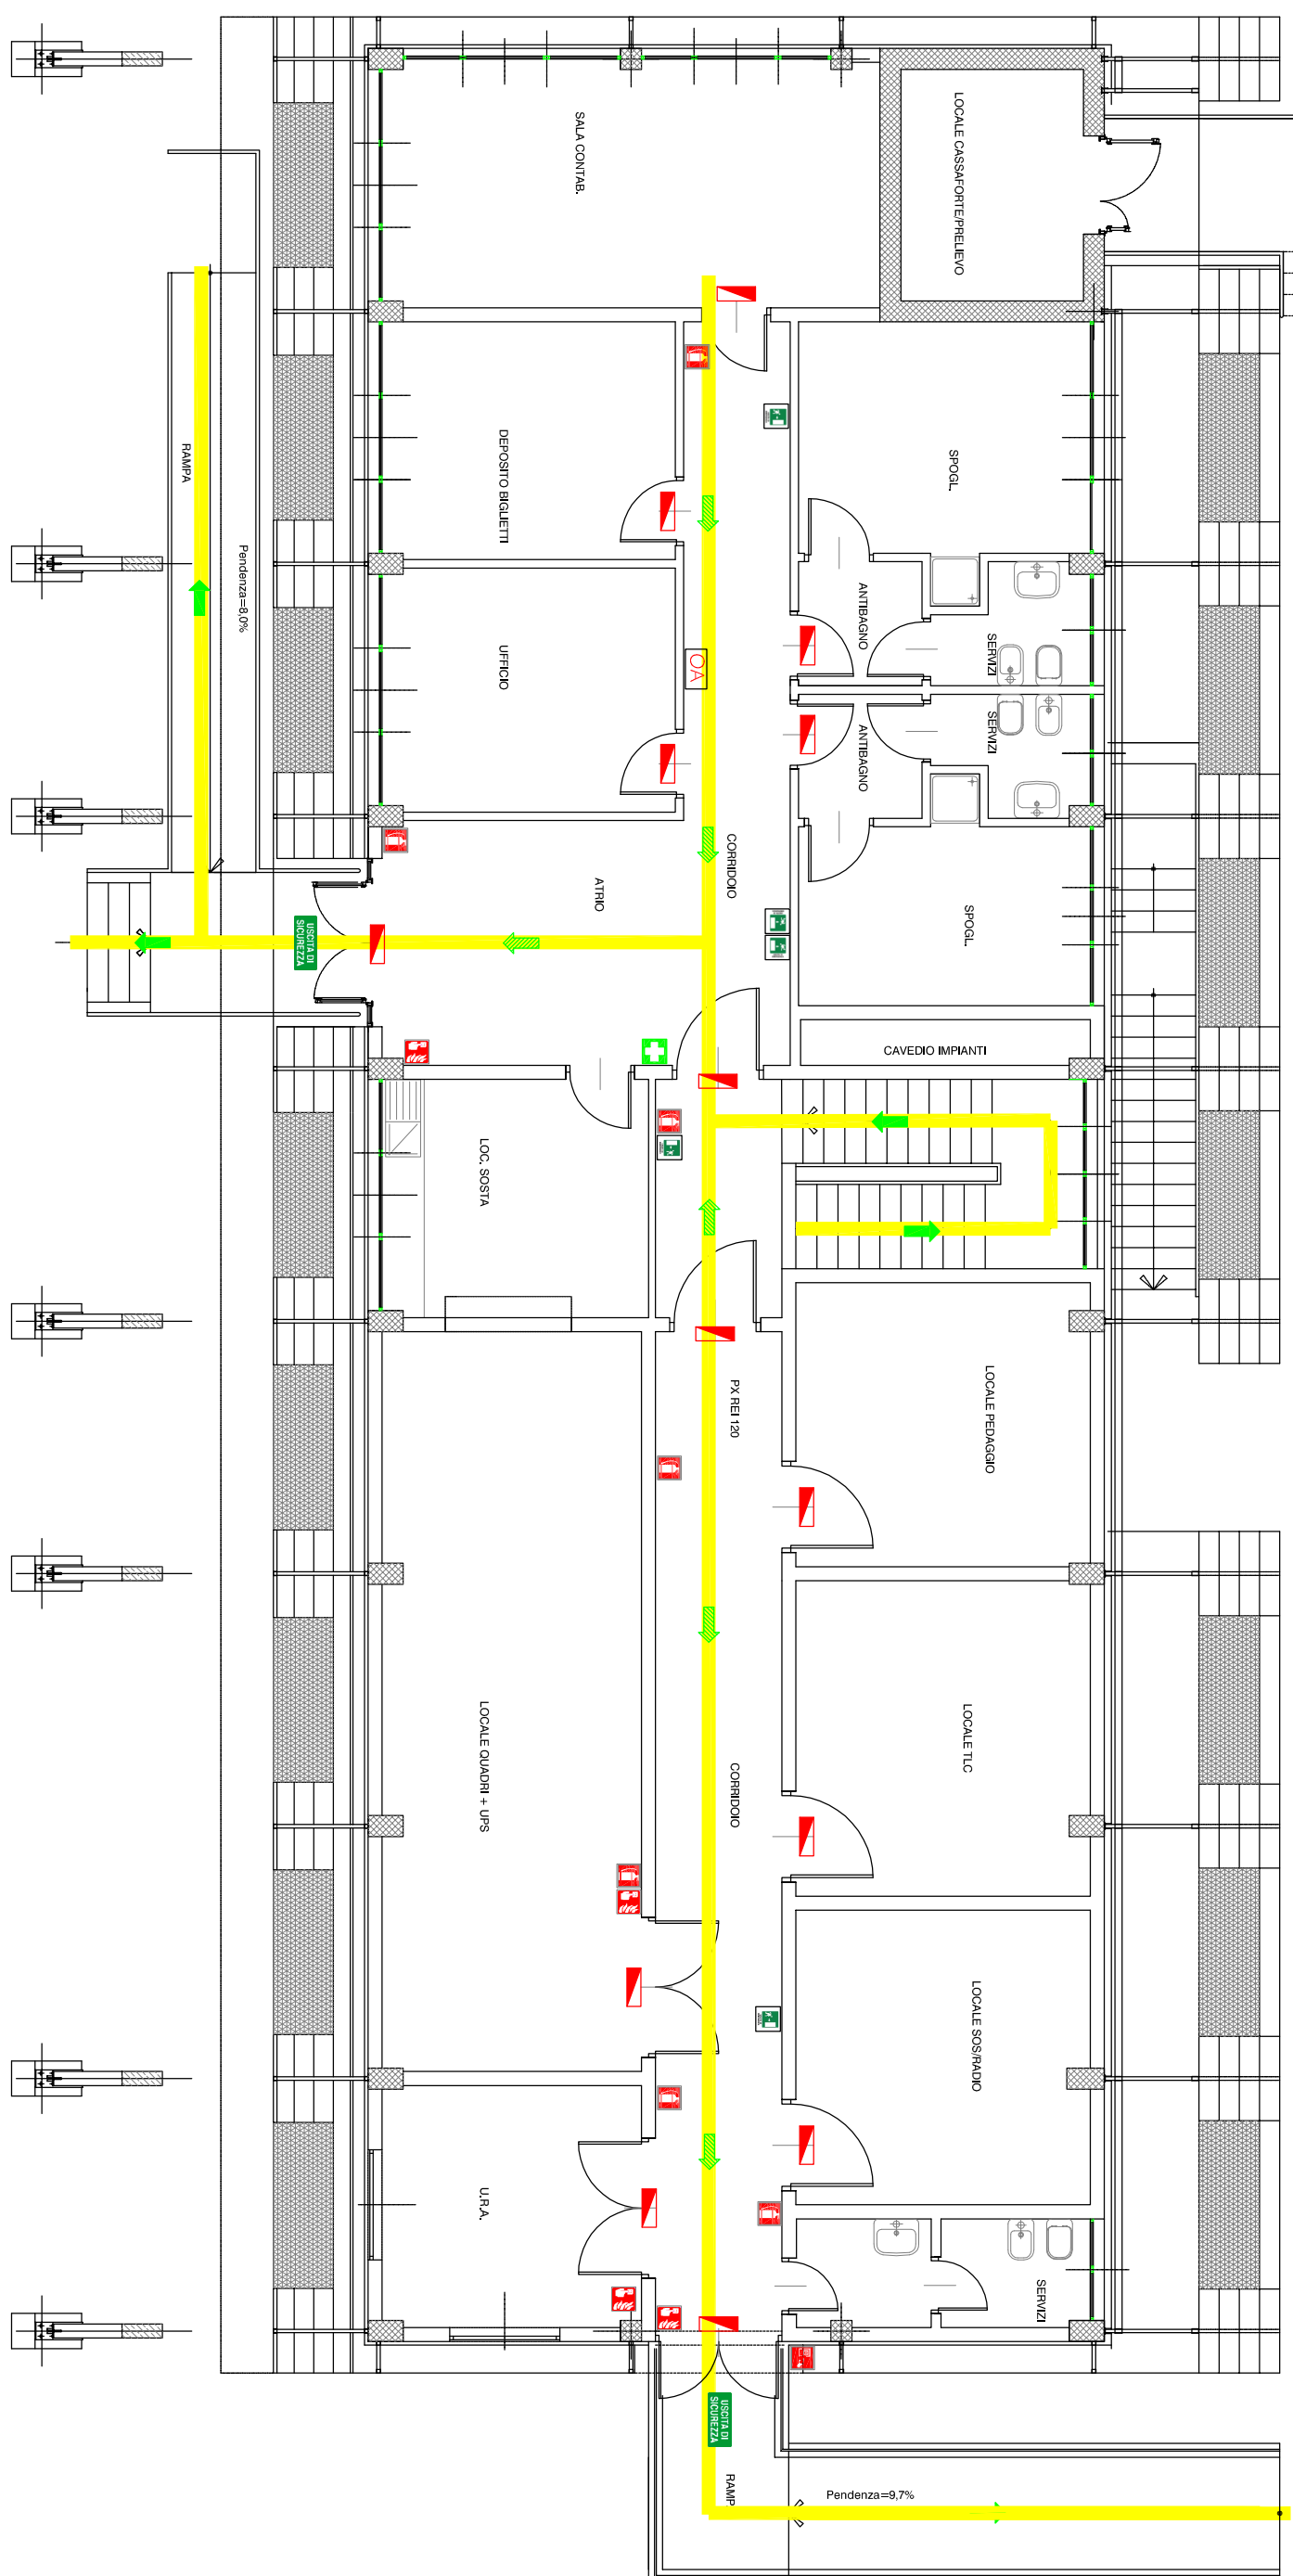 LOCALE CASSAFORTE/PRELIEVO
SALA CONTAB.
RAMPA
DEPOSITO BIGLIETTI
SPOGL.
Pendenza=8,0%
UFFICIO
OA
ANTIBAGNO
SERVIZI
SERVIZI
ANTIBAGNO
CORRIDOIO
ATRIO
SPOGL.
USCITA DI
SICUREZZA
CAVEDIO IMPIANTI
LOC. SOSTA
PX REI 120
LOCALE PEDAGGIO
LOCALE QUADRI + UPS
CORRIDOIO
LOCALE TLC
LOCALE SOS/RADIO
U.R.A.
SERVIZI
USCITA DI
SICUREZZA
RAMP
Pendenza=9,7%